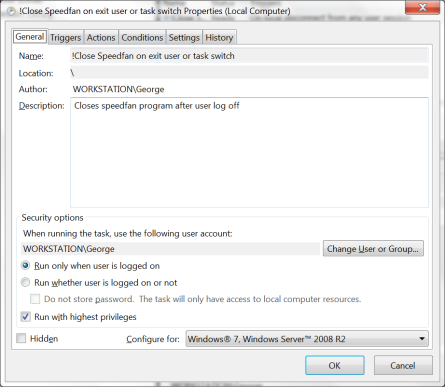 !Close Speedfan on exit user or task switch Properties (Local Computer)
General Triggers Actions Conditions Settings History
Name: !Close Speedfan on exit user or task switch
Location: \
Author: WORKSTATION\George
Description: Closes speedfan program after user log off
Security options
When running the task, use the following user account:
WORKSTATION\George Change User or Group...
Run only when user is logged on
Run whether user is logged on or not
Do not store password. The task will only have access to local computer resources.
Run with highest privileges
Hidden Configure for: Windows® 7, Windows Server™ 2008 R2
OK Cancel